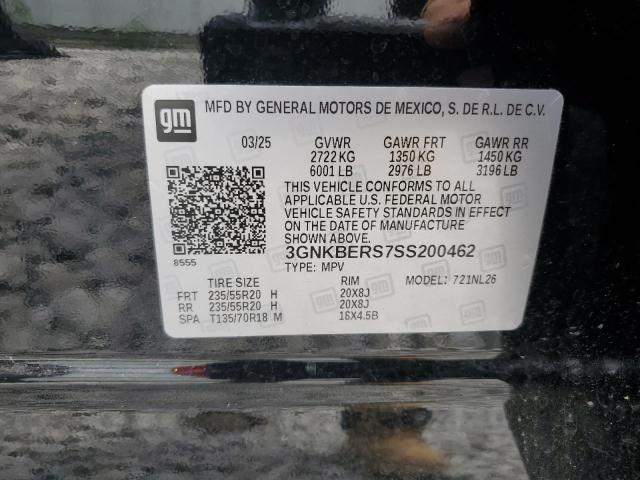 gm MFD BY GENERAL MOTORS DE MEXICO, S. DE R.L. DE C.V.
03/25 GVWR GAWR FRT GAWR RR
2722 KG 1350 KG 1450 KG
6001 LB 2976 LB 3196 LB
THIS VEHICLE CONFORMS TO ALL
APPLICABLE U.S. FEDERAL MOTOR
VEHICLE SAFETY STANDARDS IN EFFECT
ON THE DATE OF MANUFACTURE
SHOWN ABOVE.
8555 3GNKBERS7SS200462
TYPE: MPV MODEL: 721NL26
TIRE SIZE RIM
FRT 235/55R20 H 20X8J
RR 235/55R20 H 20X8J
SPA T135/70R18 M 18X4.5B